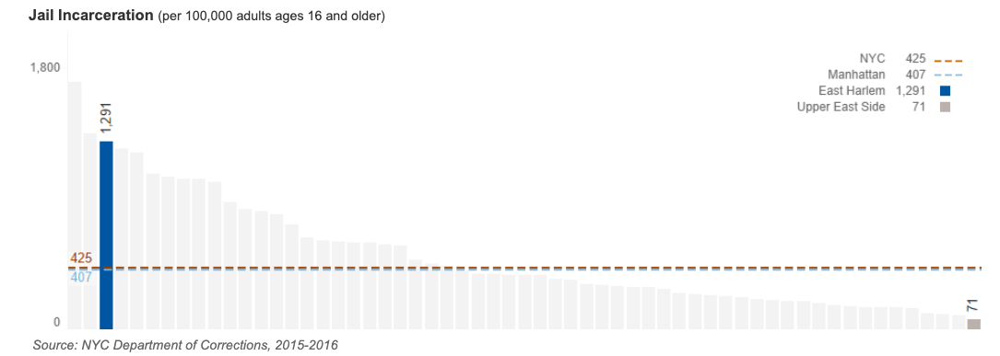 Jail Incarceration (per 100,000 adults ages 16 and older)
1,800
NYC 425
Manhattan 407
East Harlem 1,291
Upper East Side 71
1,291
425
407
71
0
Source: NYC Department of Corrections, 2015-2016